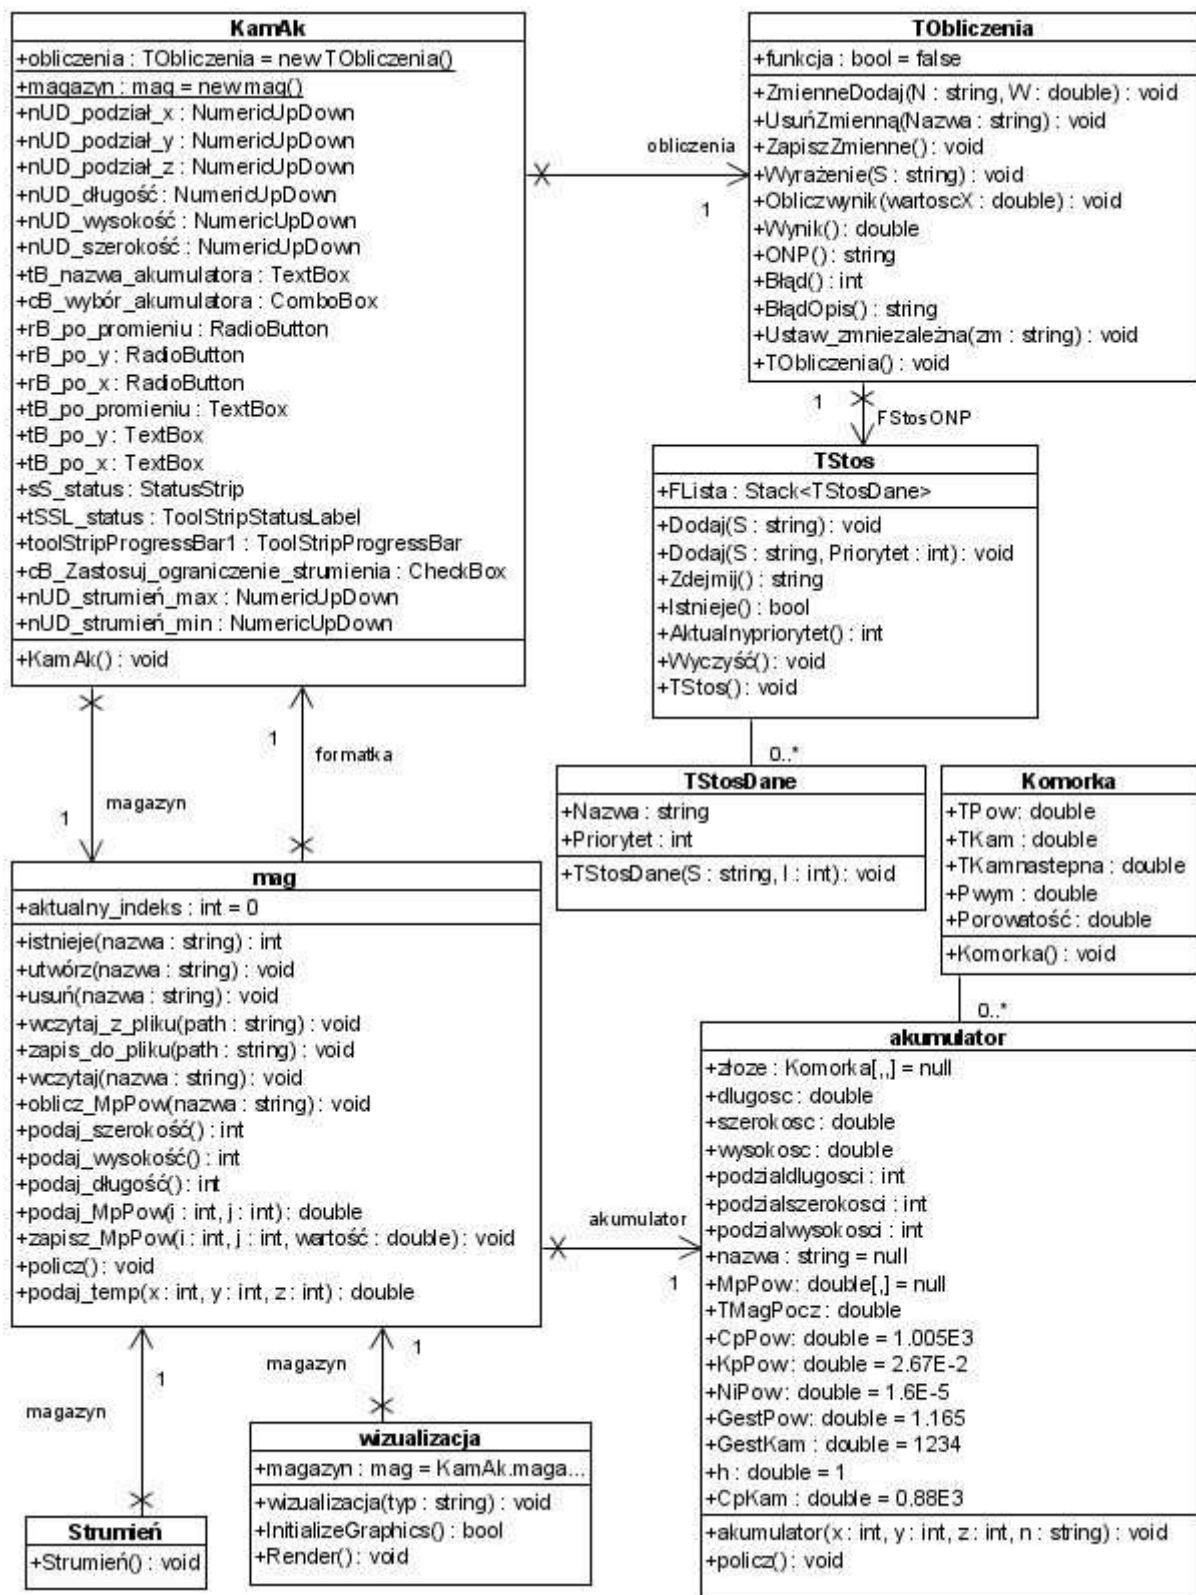 KamAk
+obliczenia : TObliczenia = new TObliczenia()
+magazyn : mag = new mag()
+nUD_podział_x : NumericUpDown
+nUD_podział_y : NumericUpDown
+nUD_podział_z : NumericUpDown
+nUD_długość : NumericUpDown
+nUD_wysokość : NumericUpDown
+nUD_szerokość : NumericUpDown
+tB_nazwa_akumulatora : TextBox
+cB_wybór_akumulatora : ComboBox
+rB_po_promieniu : RadioButton
+rB_po_y : RadioButton
+rB_po_x : RadioButton
+tB_po_promieniu : TextBox
+tB_po_y : TextBox
+tB_po_x : TextBox
+sS_status : StatusStrip
+tSSL_status : ToolStripStatusLabel
+toolStripProgressBar1 : ToolStripProgressBar
+cB_Zastosuj_ograniczenie_strumienia : CheckBox
+nUD_strumień_max : NumericUpDown
+nUD_strumień_min : NumericUpDown
+KamAk() : void
obliczenia
1
TObliczenia
+funkcja : bool = false
+ZmienneDodaj(N : string, W : double) : void
+UsuńZmienną(Nazwa : string) : void
+ZapiszZmienne() : void
+Wyrażenie(S : string) : void
+Obliczwynik(wartoscX : double) : void
+Wynik() : double
+ONP() : string
+Błąd() : int
+BłądOpis() : string
+Ustaw_zmniezależna(zm : string) : void
+TObliczenia() : void
1
FStosONP
TStos
+FLista : Stack<TStosDane>
+Dodaj(S : string) : void
+Dodaj(S : string, Priorytet : int) : void
+Zdejmij() : string
+Istnieje() : bool
+Aktualnypriorytet() : int
+Wyczyść() : void
+TStos() : void
0..*
TStosDane
+Nazwa : string
+Priorytet : int
+TStosDane(S : string, I : int) : void
Komorka
+TPow : double
+TKam : double
+TKamnastepna : double
+Pwym : double
+Porowatość : double
+Komorka() : void
0..*
1
formatka
magazyn
1
mag
+aktualny_indeks : int = 0
+istnieje(nazwa : string) : int
+utwórz(nazwa : string) : void
+usuń(nazwa : string) : void
+wczytaj_z_pliku(path : string) : void
+zapis_do_pliku(path : string) : void
+wczytaj(nazwa : string) : void
+oblicz_MpPow(nazwa : string) : void
+podaj_szerokość() : int
+podaj_wysokość() : int
+podaj_długość() : int
+podaj_MpPow(i : int, j : int) : double
+zapisz_MpPow(i : int, j : int, wartość : double) : void
+policz() : void
+podaj_temp(x : int, y : int, z : int) : double
akumulator
1
akumulator
+złoze : Komorka[,,] = null
+dlugosc : double
+szerokosc : double
+wysokosc : double
+podzialdlugosci : int
+podzialszerokosci : int
+podzialwysokosci : int
+nazwa : string = null
+MpPow : double[,] = null
+TMagPocz : double
+CpPow : double = 1.005E3
+KpPow : double = 2.67E-2
+NiPow : double = 1.6E-5
+GestPow : double = 1.165
+GestKam : double = 1234
+h : double = 1
+CpKam : double = 0.88E3
+akumulator(x : int, y : int, z : int, n : string) : void
+policz() : void
1
magazyn
1
magazyn
wizualizacja
+magazyn : mag = KamAk.maga...
+wizualizacja(typ : string) : void
+InitializeGraphics() : bool
+Render() : void
Strumień
+Strumień() : void